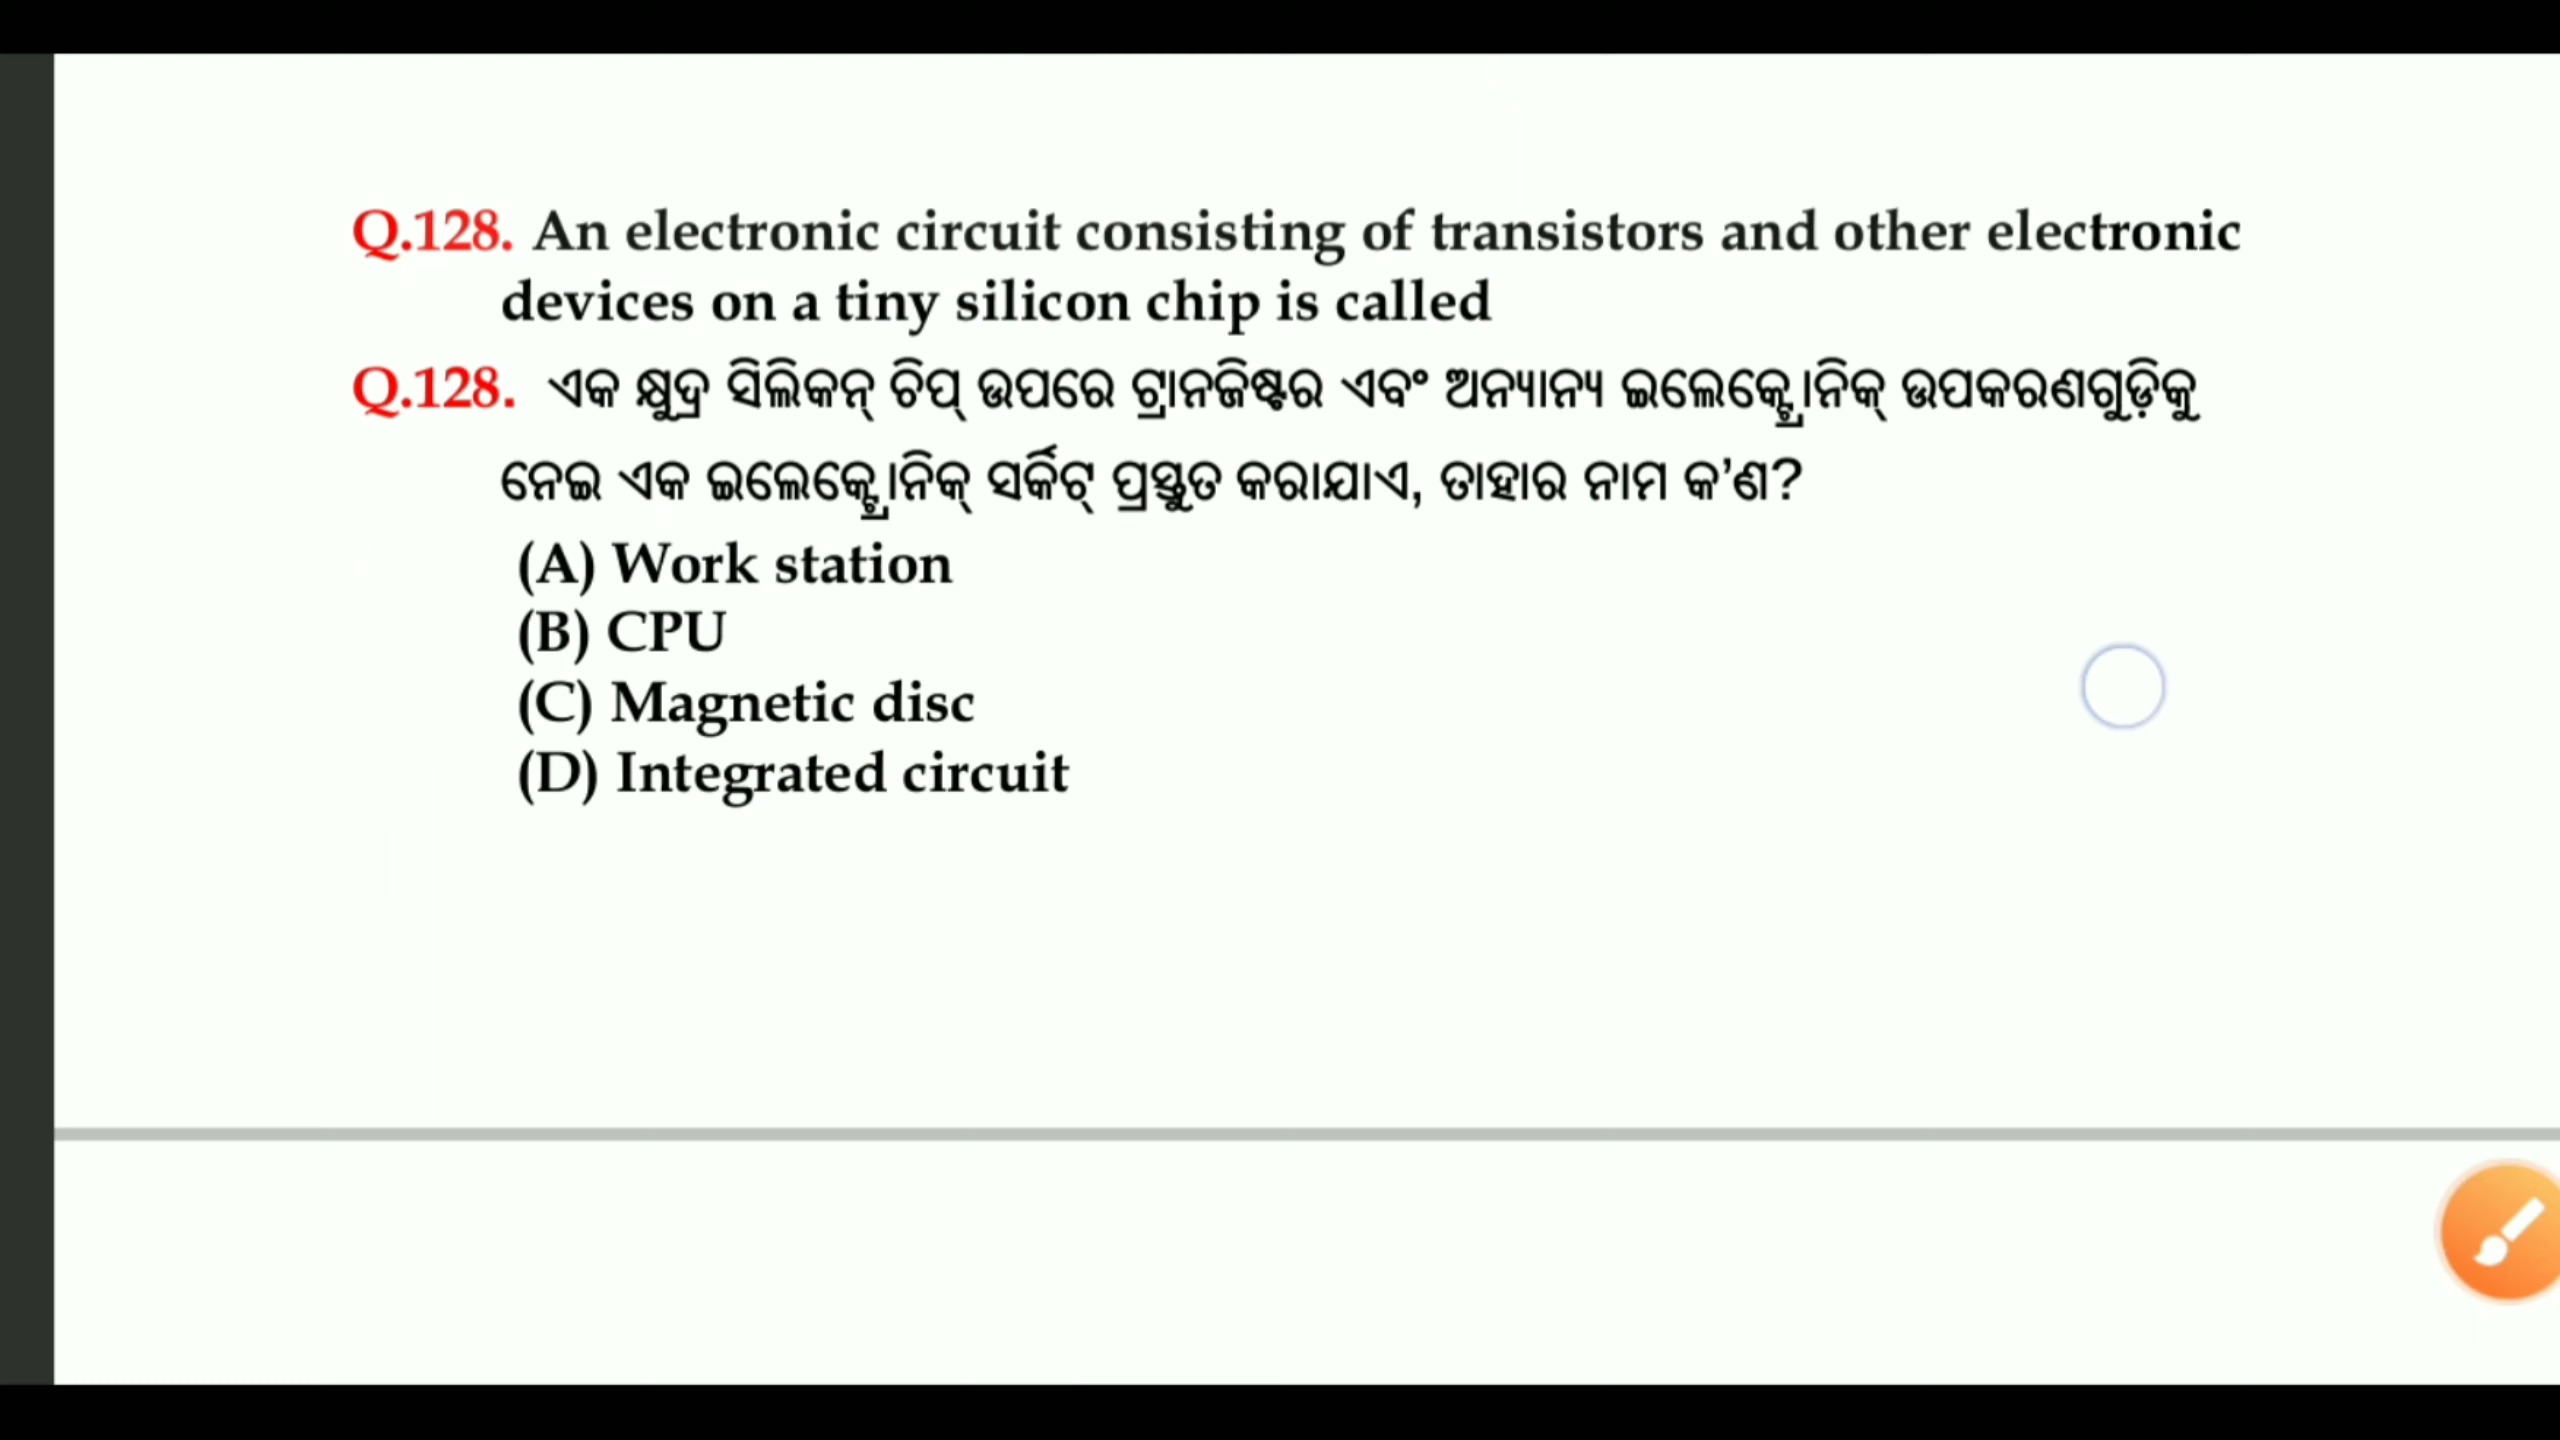 Q.128. An electronic circuit consisting of transistors and other electronic
devices on a tiny silicon chip is called
Q.128. ଏକ କ୍ଷୁଦ୍ର ସିଲିକନ୍ ଚିପ୍ ଉପରେ ଟ୍ରାନଜିଷ୍ଟର ଏବଂ ଅନ୍ୟାନ୍ୟ ଇଲେକ୍ଟ୍ରୋନିକ୍ ଉପକରଣଗୁଡ଼ିକୁ
ନେଇ ଏକ ଇଲେକ୍ଟ୍ରୋନିକ୍ ସର୍କିଟ୍ ପ୍ରସ୍ତୁତ କରାଯାଏ, ତାହାର ନାମ କ’ଣ?
(A) Work station
(B) CPU
(C) Magnetic disc
(D) Integrated circuit